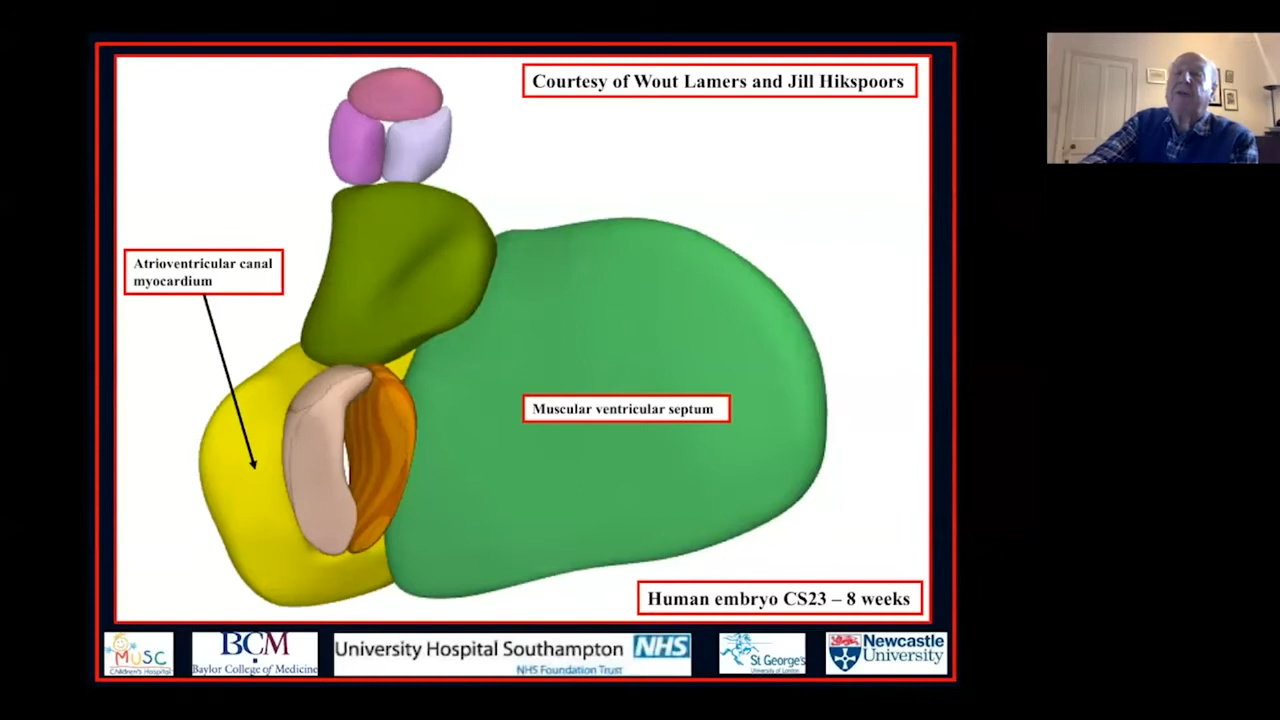 Courtesy of Wout Lamers and Jill Hikspoors
Atrioventricular canal
myocardium
Muscular ventricular septum
Human embryo CS23 – 8 weeks
MUSC
Children's Hospital
BCM
Baylor College of Medicine
University Hospital Southampton
NHS
NHS Foundation Trust
St George's
University of London
Newcastle
University